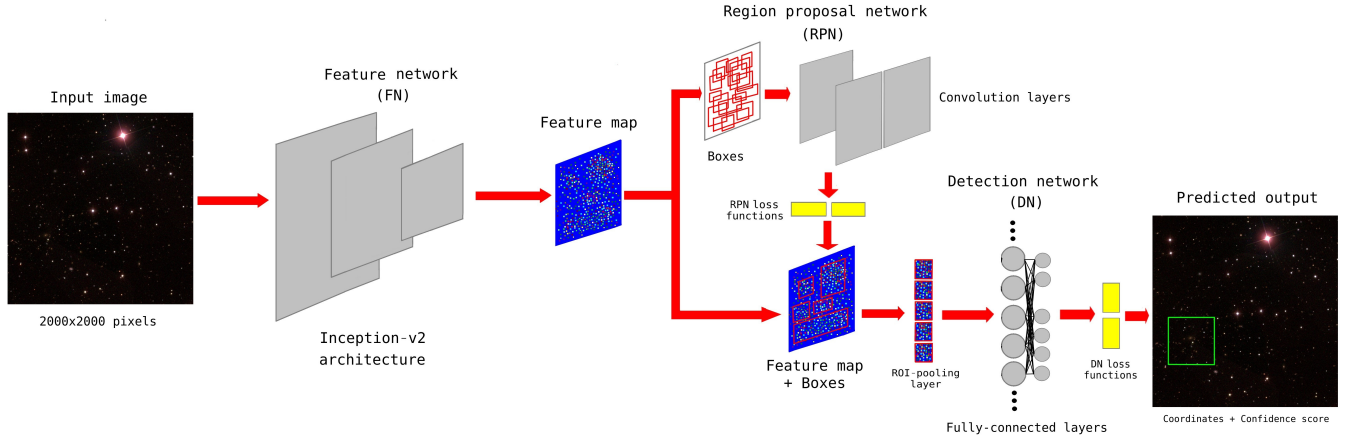 Input image
2000x2000 pixels
Feature network
(FN)
Inception-v2
architecture
Feature map
Region proposal network
(RPN)
Boxes
Convolution layers
RPN loss
functions
Feature map
+ Boxes
ROI-pooling
layer
Detection network
(DN)
Fully-connected layers
DN loss
functions
Predicted output
Coordinates + Confidence score